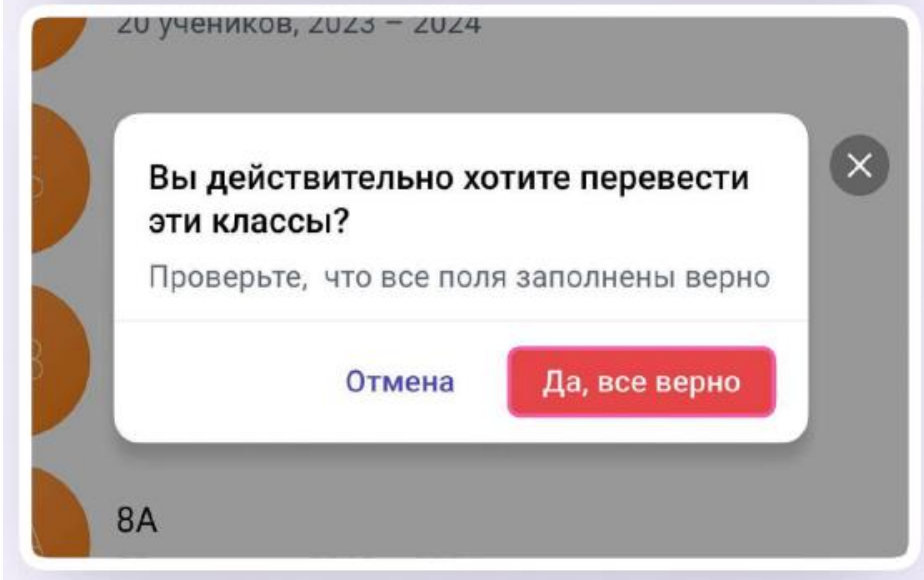 20 учеников, 2023 – 2024
Вы действительно хотите перевести
эти классы?
Проверьте, что все поля заполнены верно
Отмена
Да, все верно
8А